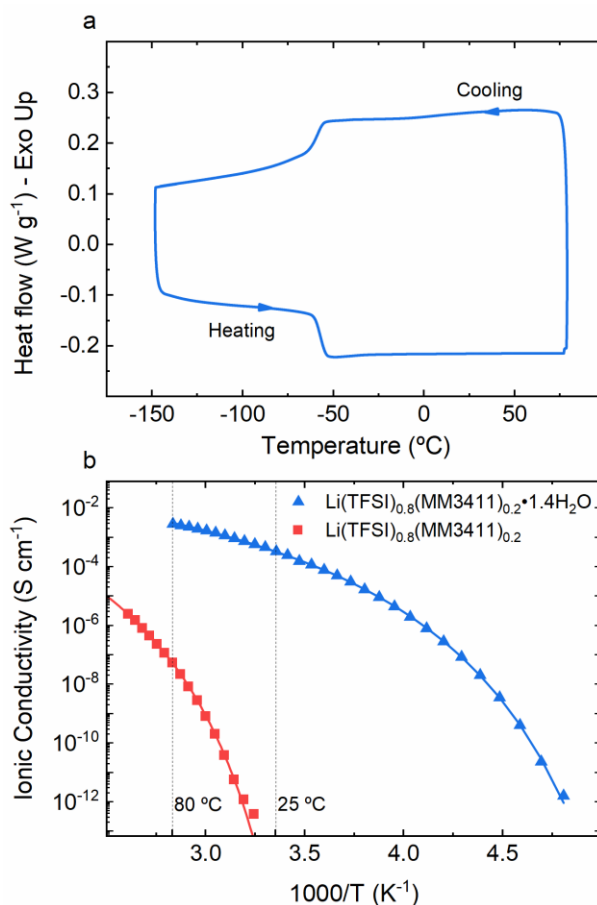 a
Heat flow (W g⁻¹) - Exo Up
0.3
0.2
0.1
0.0
-0.1
-0.2
Cooling
Heating
-150
-100
-50
0
50
Temperature (ºC)
b
Ionic Conductivity (S cm⁻¹)
10⁻²
10⁻⁴
10⁻⁶
10⁻⁸
10⁻¹⁰
10⁻¹²
Li(TFSI)₀.₈(MM3411)₀.₂•1.4H₂O
Li(TFSI)₀.₈(MM3411)₀.₂
80 ºC
25 ºC
3.0
3.5
4.0
4.5
1000/T (K⁻¹)